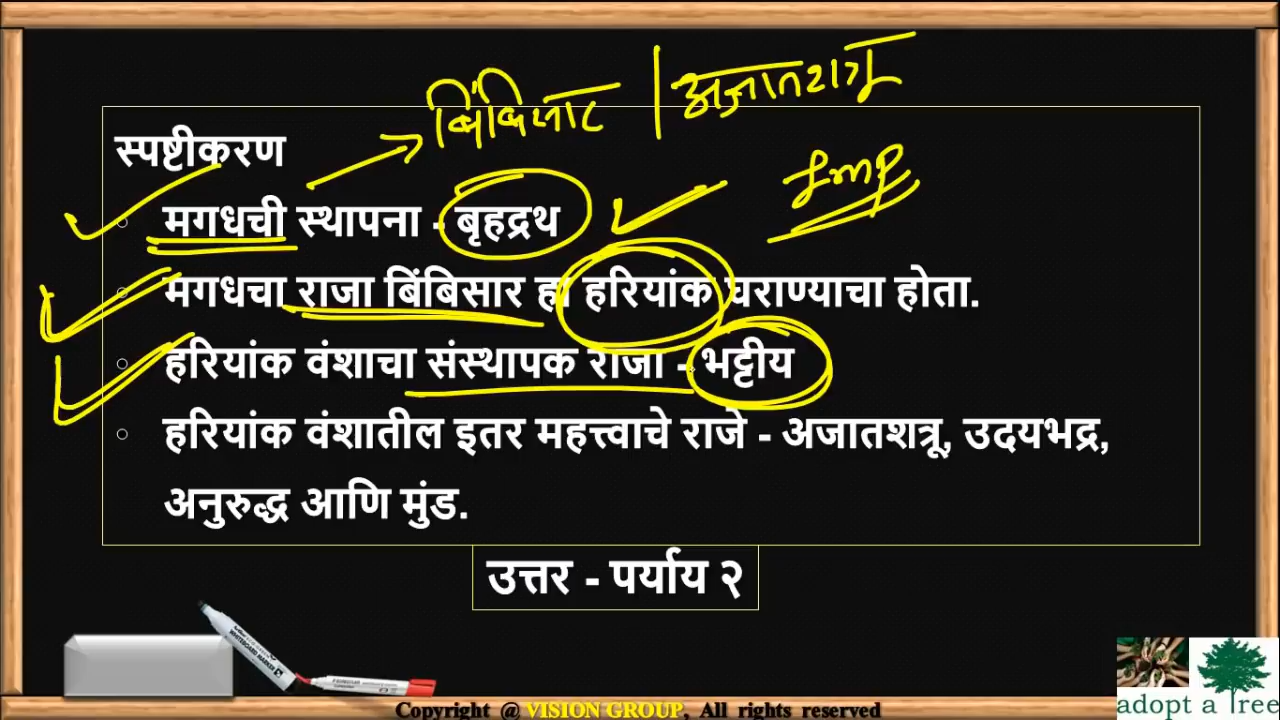 बिंबिसार | अजातशत्रू
स्पष्टीकरण
Imp
मगधची स्थापना - बृहद्रथ
मगधचा राजा बिंबिसार हा हरियांक घराण्याचा होता.
हरियांक वंशाचा संस्थापक राजा - भट्टीय
हरियांक वंशातील इतर महत्त्वाचे राजे - अजातशत्रू, उदयभद्र,
अनुरुद्ध आणि मुंड.
उत्तर - पर्याय २
adopt a Tree
Copyright @ VISION GROUP, All rights reserved